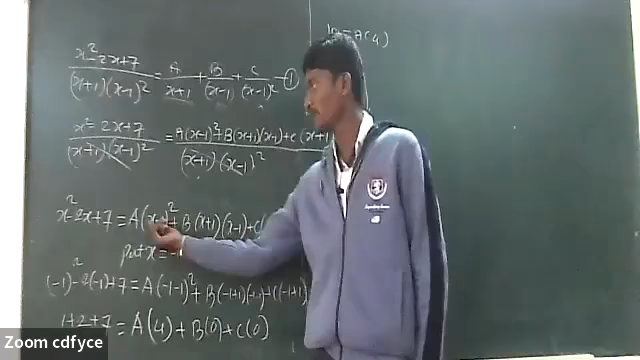 x²-2x+7/(x+1)(x-1)² = A/x+1 + B/(x-1) + C/(x-1)² - ①
x²-2x+7/(x+1)(x-1)² = A(x-1)²+B(x+1)(x-1)+C(x+1/(x+1)(x-1)²
x²-2x+7 = A(x-1)²+B(x+1)(x-1)+C(
put x = -1
(-1)²-2(-1)+7 = A(-1-1)²+B(-1+1)(-1-1)+C(-1+1)
1+2+7 = A(4)+B(0)+C(0)
10=A(4)
Zoom cdfyce